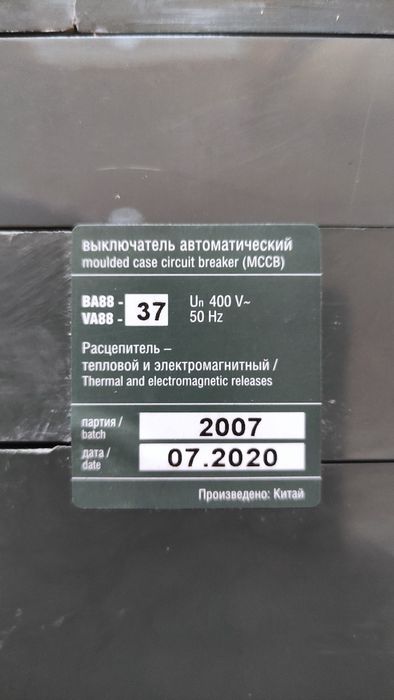 выключатель автоматический
moulded case circuit breaker (MCCB)
ВА88 - 37 Un 400 V~
VA88 - 50 Hz
Расцепитель –
тепловой и электромагнитный /
Thermal and electromagnetic releases
партия / 2007
batch
дата / 07.2020
date
Произведено: Китай